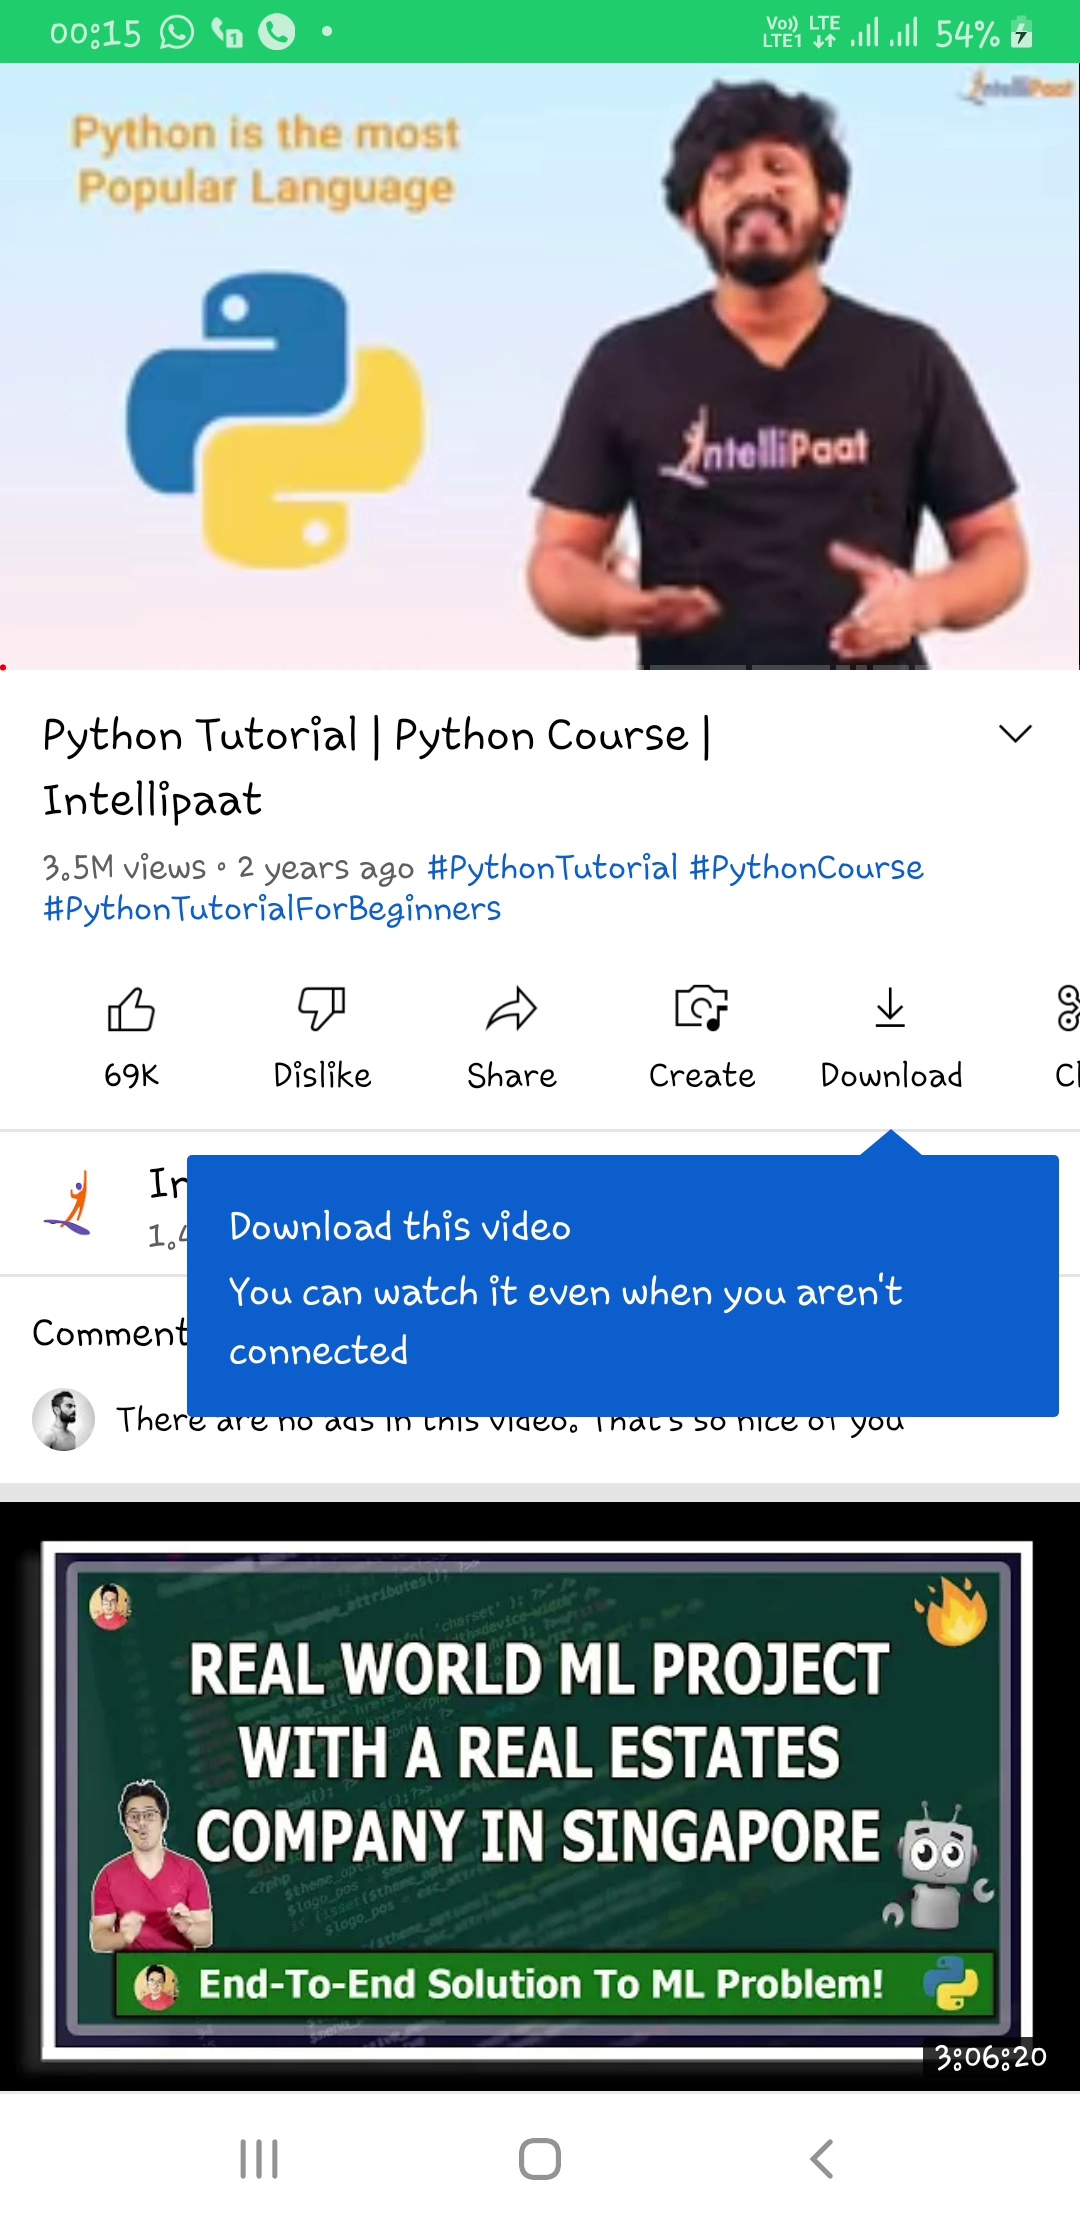 00:15
1
Vo)) LTE
LTE1
54%
IntelliPaat
Python is the most
Popular Language
IntelliPaat
Python Tutorial | Python Course |
Intellipaat
3.5M views • 2 years ago #PythonTutorial #PythonCourse
#PythonTutorialForBeginners
69K
Dislike
Share
Create
Download
Cl
In
1.4
Download this video
You can watch it even when you aren't
connected
Comment
There are no ads in this video. That's so nice of you
REAL WORLD ML PROJECT
WITH A REAL ESTATES
COMPANY IN SINGAPORE
End-To-End Solution To ML Problem!
3:06:20